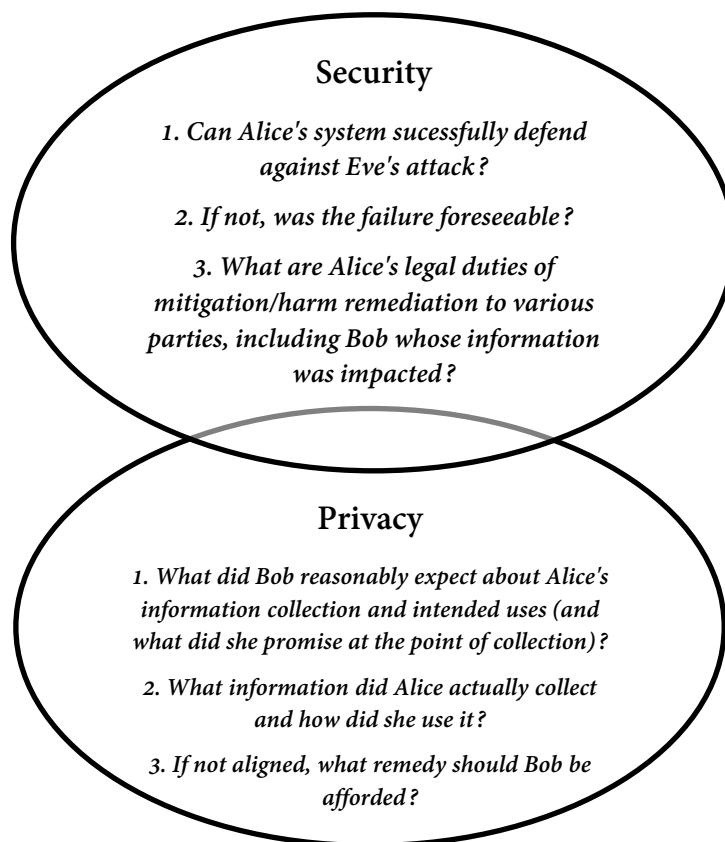 Security
1. Can Alice's system sucessfully defend
against Eve's attack?
2. If not, was the failure foreseeable?
3. What are Alice's legal duties of
mitigation/harm remediation to various
parties, including Bob whose information
was impacted?
Privacy
1. What did Bob reasonably expect about Alice's
information collection and intended uses (and
what did she promise at the point of collection)?
2. What information did Alice actually collect
and how did she use it?
3. If not aligned, what remedy should Bob be
afforded?